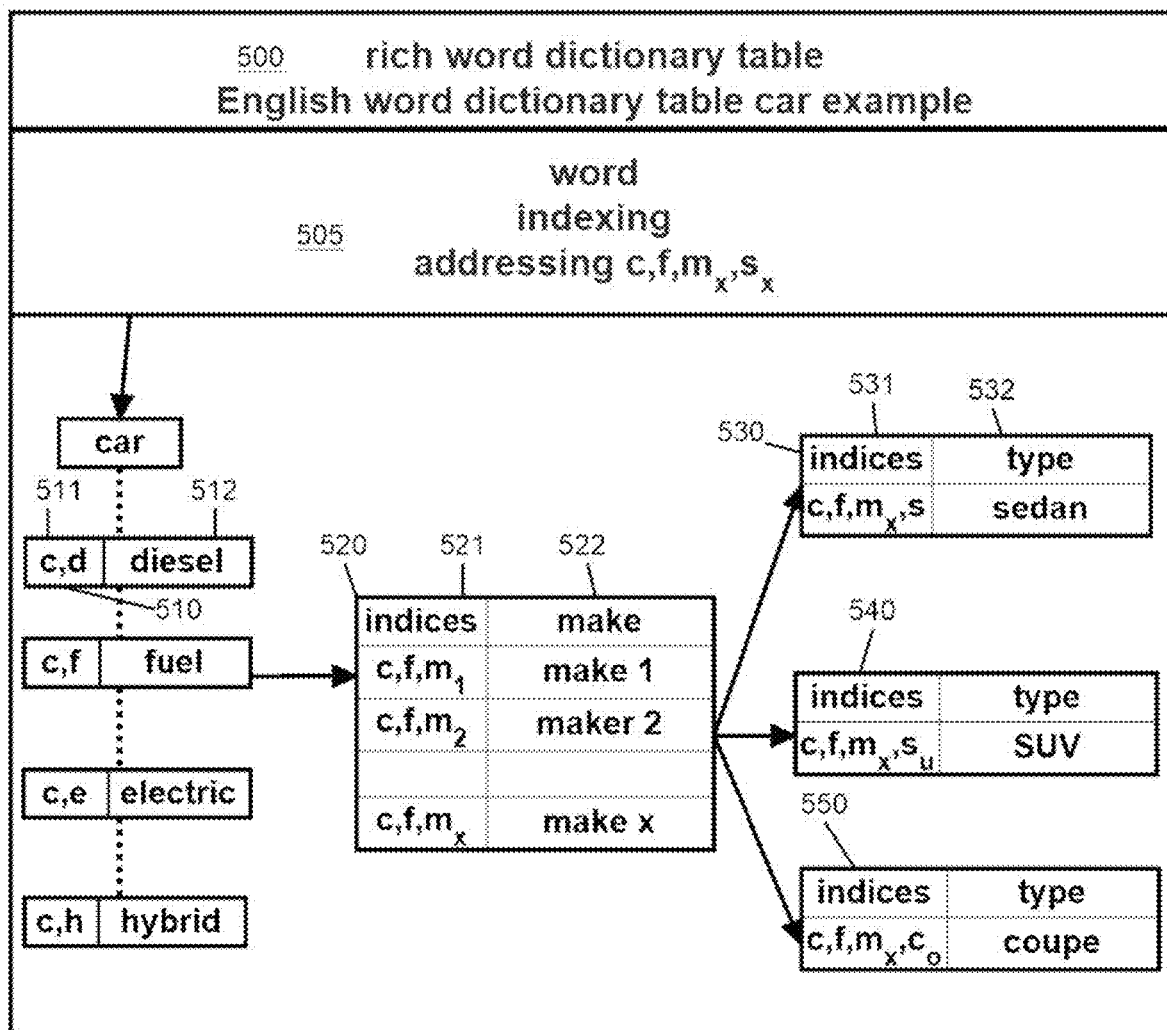 500 rich word dictionary table
English word dictionary table car example
word
indexing
505
addressing c,f,mₓ,sₓ
car
511 512
c,d diesel
510
c,f fuel
c,e electric
c,h hybrid
520 521 522
indices make
c,f,m₁ make 1
c,f,m₂ maker 2
c,f,mₓ make x
530 531 532
indices type
c,f,mₓ,s sedan
540
indices type
c,f,mₓ,sᵤ SUV
550
indices type
c,f,mₓ,cₒ coupe